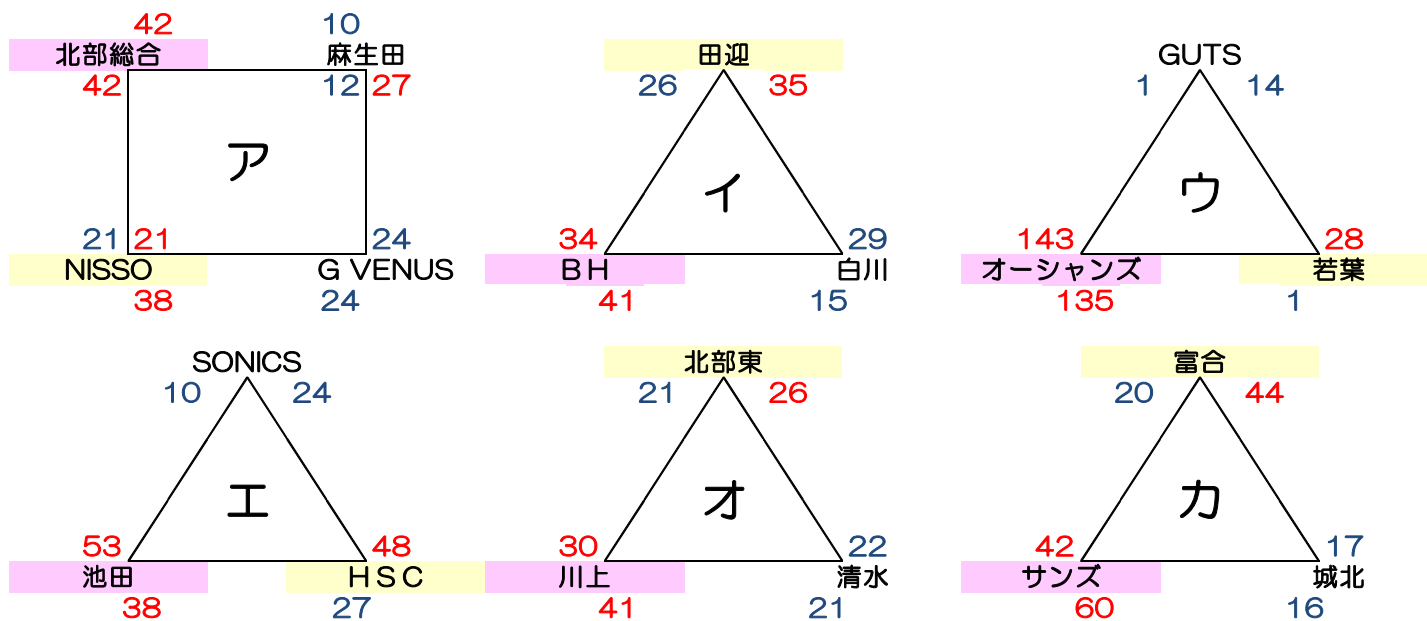 42 10
北部総合 麻生田
42 12 27
ア
21 21 24
NISSO G VENUS
38 24
田迎
26 35
イ
34 29
BH 白川
41 15
GUTS
1 14
ウ
143 28
オーシャンズ 若葉
135 1
SONICS
10 24
エ
53 48
池田 HSC
38 27
北部東
21 26
オ
30 22
川上 清水
41 21
富合
20 44
カ
42 17
サンズ 城北
60 16